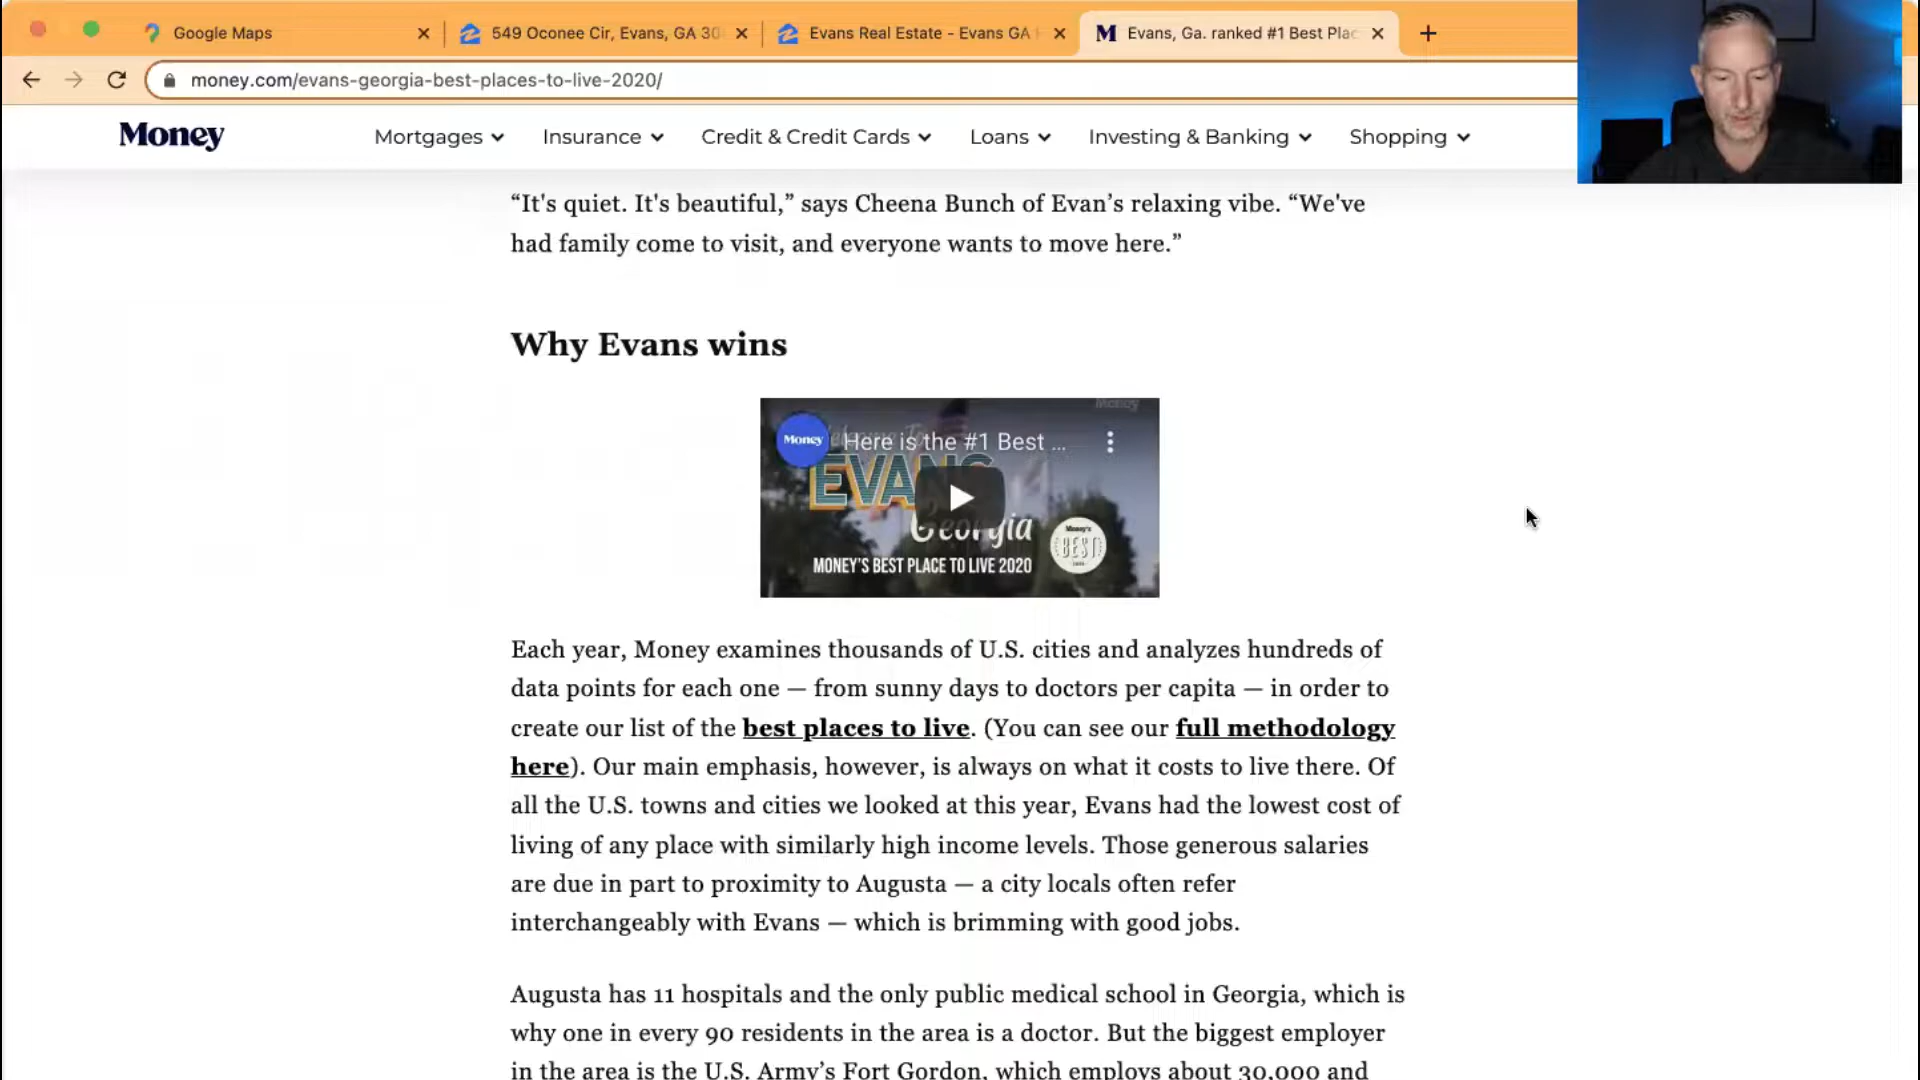 Google Maps
549 Oconee Cir, Evans, GA 30
Evans Real Estate - Evans GA
Evans, Ga. ranked #1 Best Plac
money.com/evans-georgia-best-places-to-live-2020/
Money
Mortgages
Insurance
Credit & Credit Cards
Loans
Investing & Banking
Shopping
“It's quiet. It's beautiful,” says Cheena Bunch of Evan’s relaxing vibe. “We've
had family come to visit, and everyone wants to move here.”
Why Evans wins
Money
Money
Here is the #1 Best ...
Georgia
Money's
BEST
MONEY'S BEST PLACE TO LIVE 2020
Each year, Money examines thousands of U.S. cities and analyzes hundreds of
data points for each one — from sunny days to doctors per capita — in order to
create our list of the best places to live. (You can see our full methodology
here). Our main emphasis, however, is always on what it costs to live there. Of
all the U.S. towns and cities we looked at this year, Evans had the lowest cost of
living of any place with similarly high income levels. Those generous salaries
are due in part to proximity to Augusta — a city locals often refer
interchangeably with Evans — which is brimming with good jobs.
Augusta has 11 hospitals and the only public medical school in Georgia, which is
why one in every 90 residents in the area is a doctor. But the biggest employer
in the area is the U.S. Army’s Fort Gordon, which employs about 30,000 and